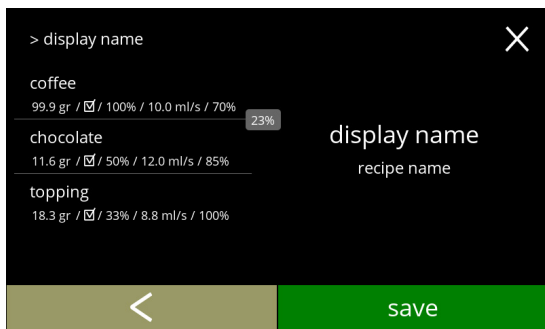 > display name
coffee
99.9 gr / ☑ / 100% / 10.0 ml/s / 70%
23%
chocolate
11.6 gr / ☑ / 50% / 12.0 ml/s / 85%
topping
18.3 gr / ☑ / 33% / 8.8 ml/s / 100%
display name
recipe name
save